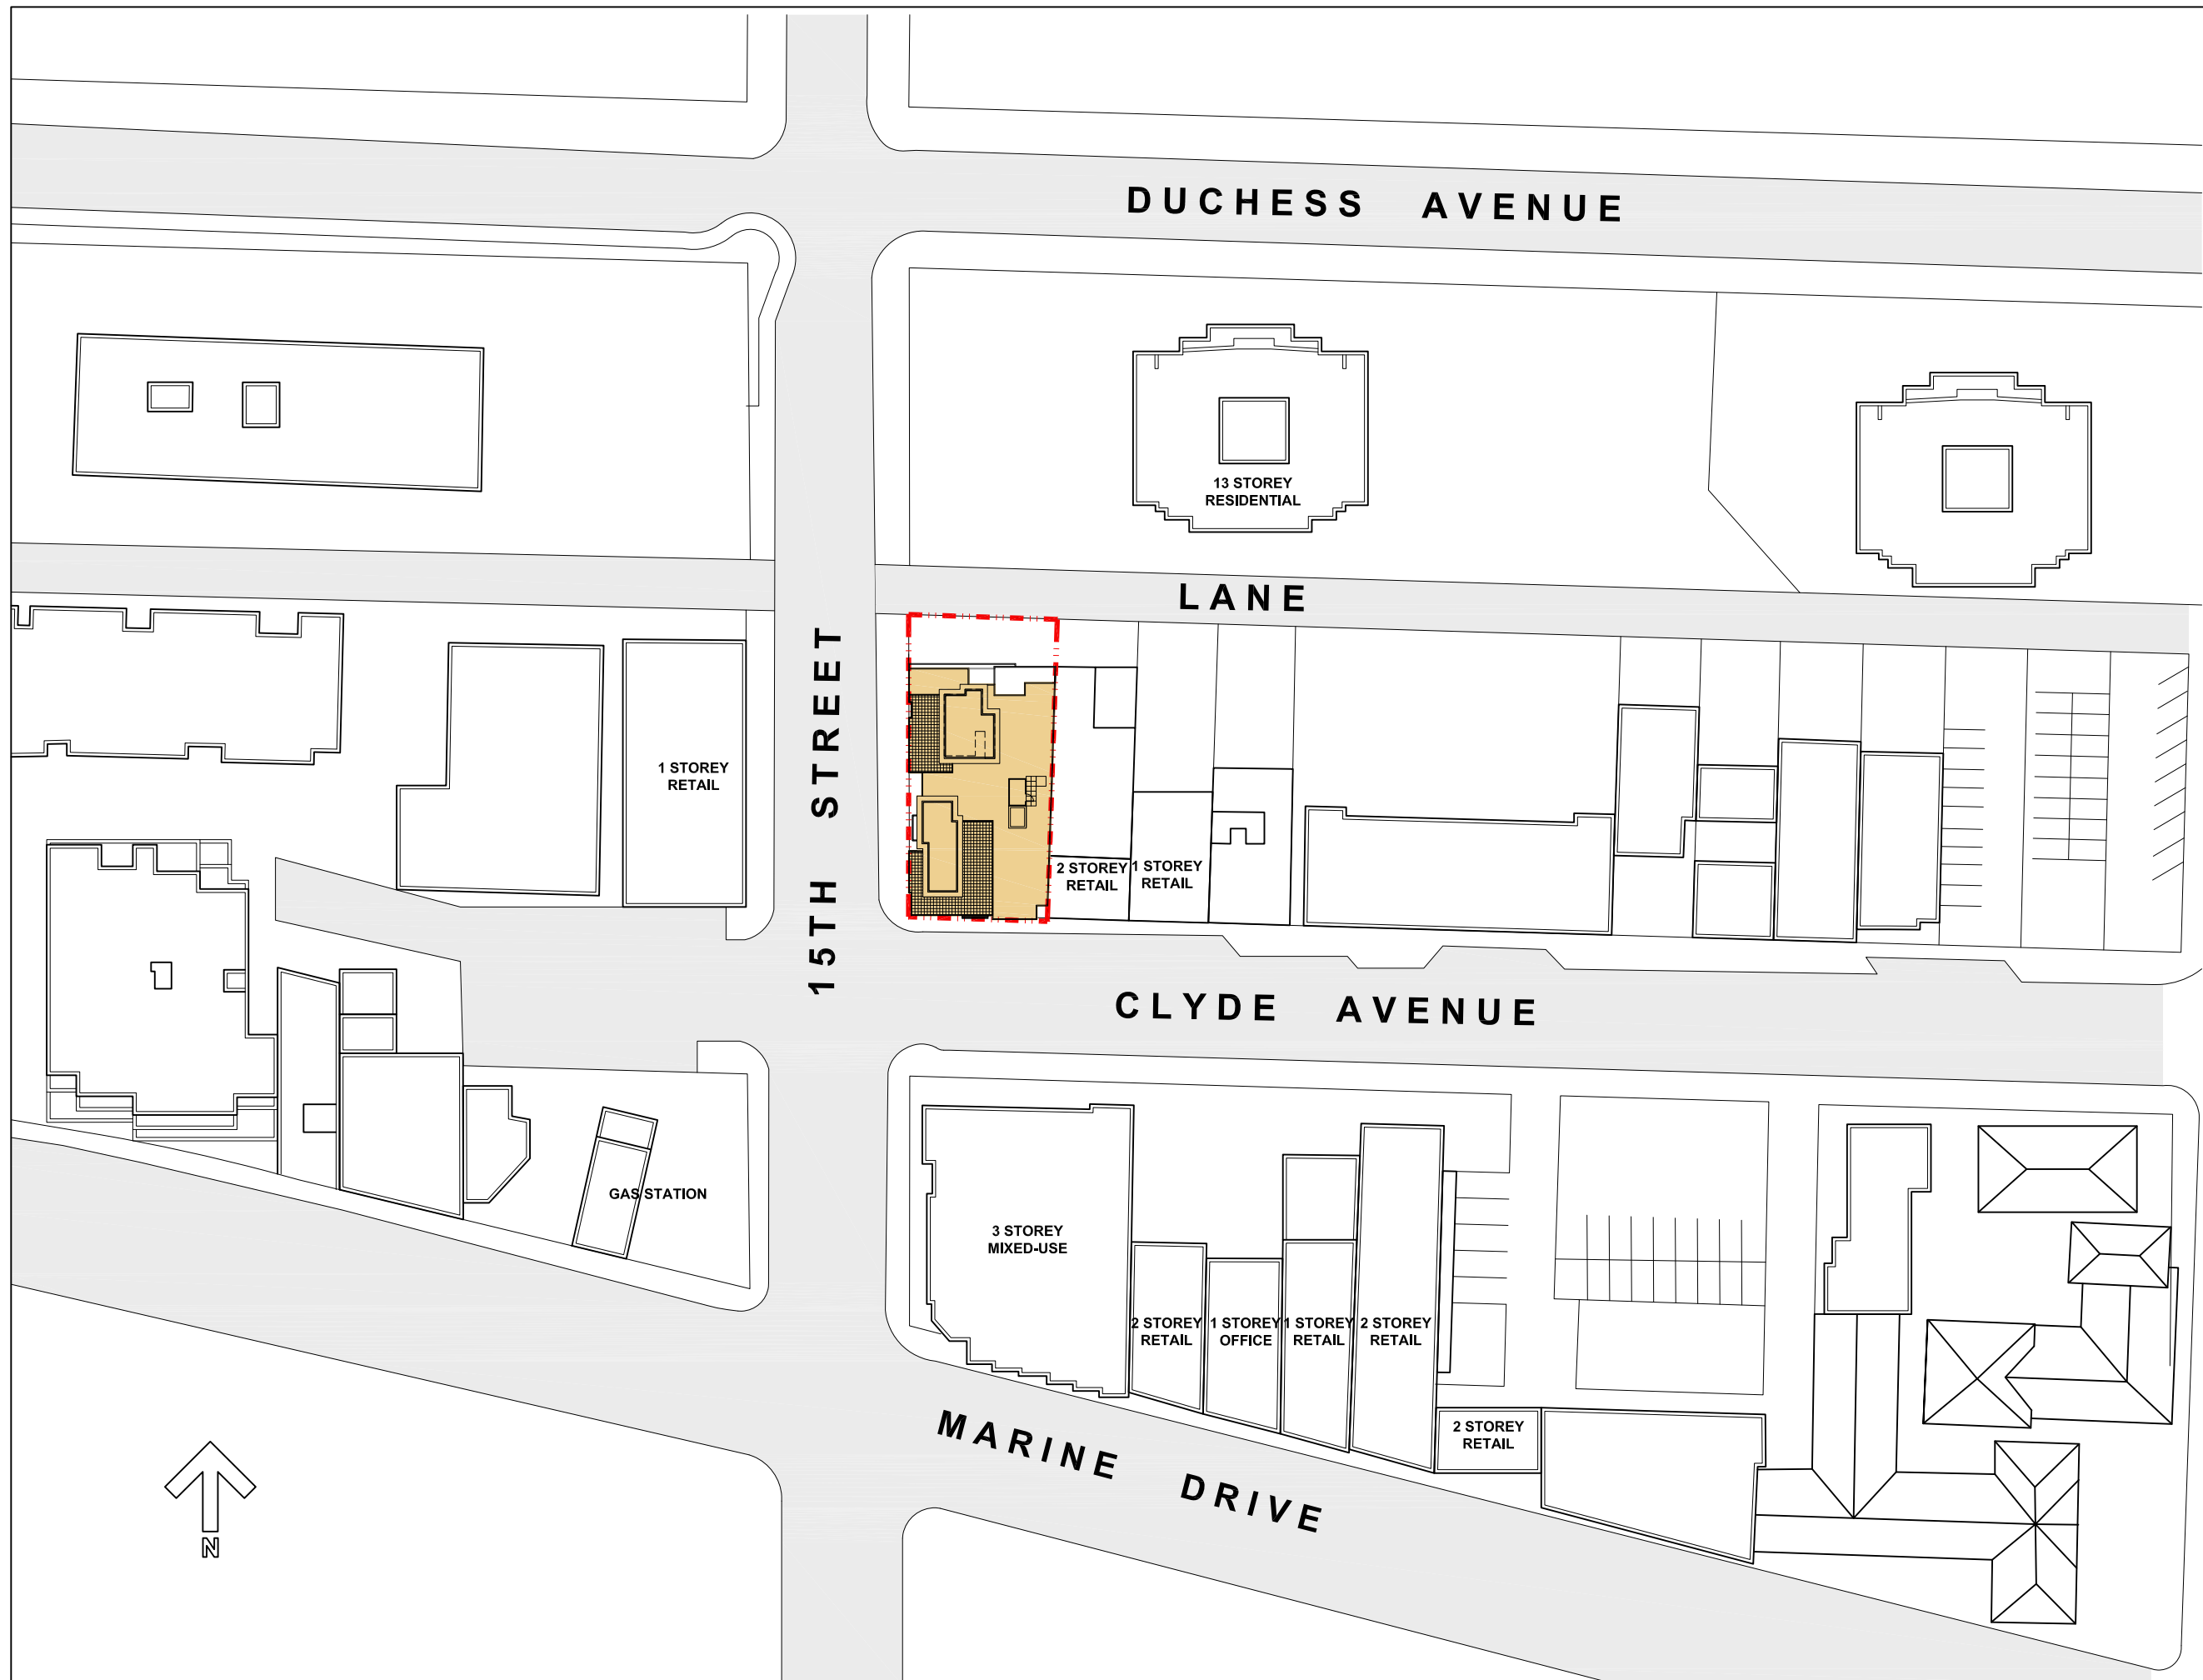 DUCHESS AVENUE
13 STOREY
RESIDENTIAL
LANE
15TH STREET
1 STOREY
RETAIL
2 STOREY
RETAIL
1 STOREY
RETAIL
CLYDE AVENUE
GAS STATION
3 STOREY
MIXED-USE
2 STOREY
RETAIL
1 STOREY
OFFICE
1 STOREY
RETAIL
2 STOREY
RETAIL
2 STOREY
RETAIL
MARINE DRIVE
N